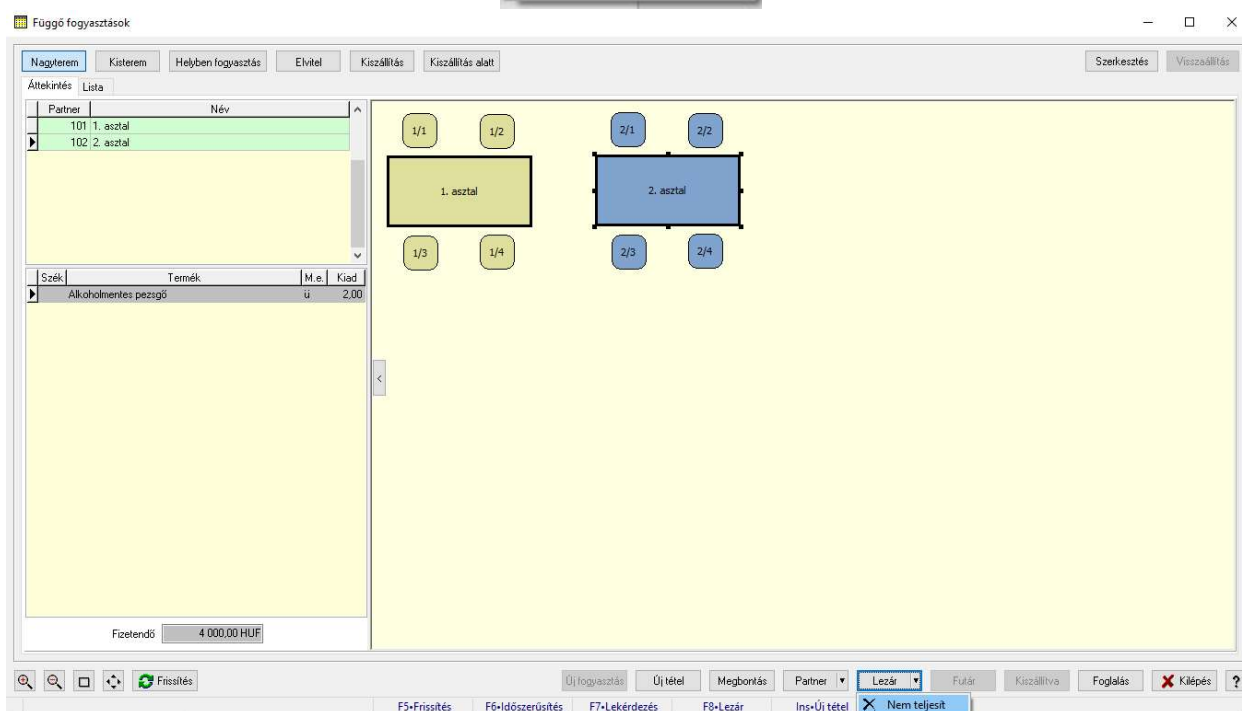 Függő fogyasztások
Nagyterem Kisterem Helyben fogyasztás Elvitel Kiszállítás Kiszállítás alatt Szerkesztés Visszaállítás
Áttekintés Lista
Partner Név
101 1. asztal
102 2. asztal
1/1 1/2 2/1 2/2
1. asztal 2. asztal
1/3 1/4 2/3 2/4
Szék Termék M.e. Kiad
Alkoholmentes pezsgő ü 2,00
<
Fizetendő 4 000,00 HUF
Frissítés Új fogyasztás Új tétel Megbontás Partner Lezár Futár Kiszállítva Foglalás Kilépés ?
F5•Frissítés F6•Időszerűsítés F7•Lekérdezés F8•Lezár Ins•Új tétel Nem teljesít